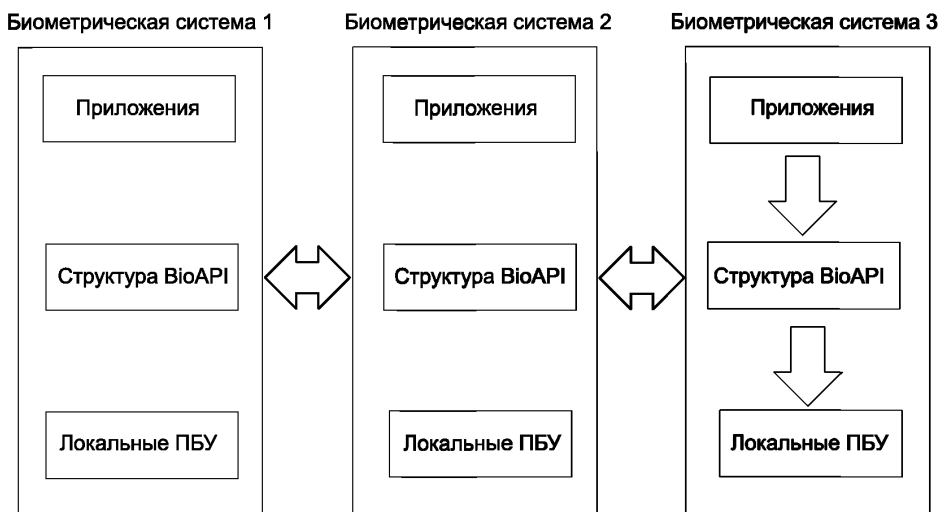 Биометрическая система 1
Биометрическая система 2
Биометрическая система 3
Приложения
Приложения
Приложения
Структура BioAPI
Структура BioAPI
Структура BioAPI
Локальные ПБУ
Локальные ПБУ
Локальные ПБУ